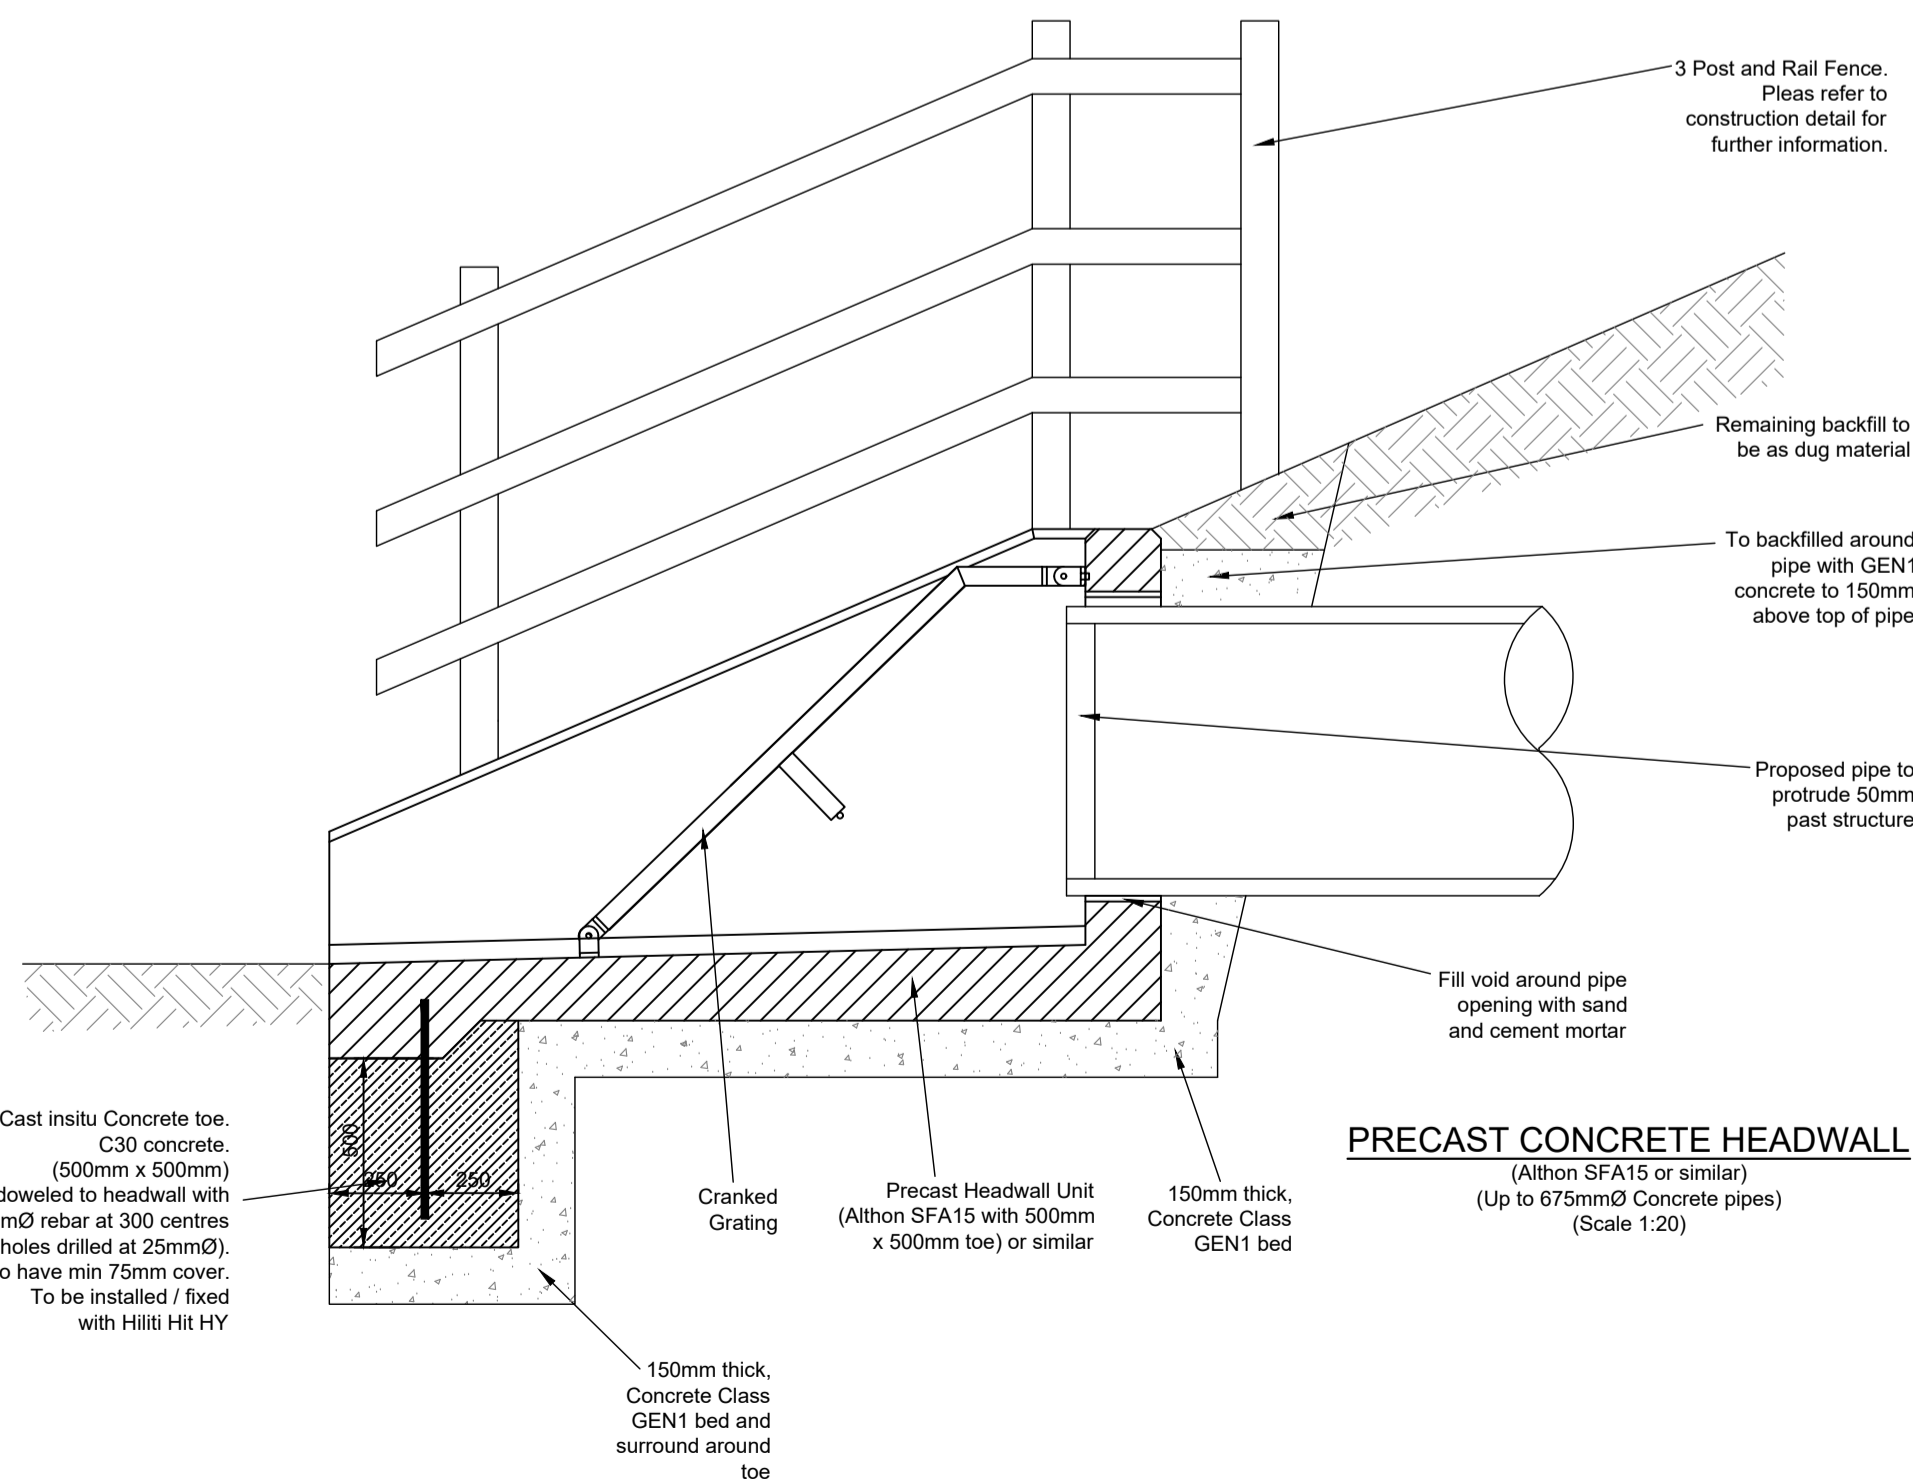 3 Post and Rail Fence.
Pleas refer to
construction detail for
further information.
Remaining backfill to
be as dug material
To backfilled around
pipe with GEN1
concrete to 150mm
above top of pipe
Proposed pipe to
protrude 50mm
past structure
Fill void around pipe
opening with sand
and cement mortar
Cast insitu Concrete toe.
C30 concrete.
(500mm x 500mm)
doweled to headwall with
mØ rebar at 300 centres
holes drilled at 25mmØ).
o have min 75mm cover.
To be installed / fixed
with Hiliti Hit HY
500
250
250
Cranked
Grating
Precast Headwall Unit
(Althon SFA15 with 500mm
x 500mm toe) or similar
150mm thick,
Concrete Class
GEN1 bed
PRECAST CONCRETE HEADWALL
(Althon SFA15 or similar)
(Up to 675mmØ Concrete pipes)
(Scale 1:20)
150mm thick,
Concrete Class
GEN1 bed and
surround around
toe